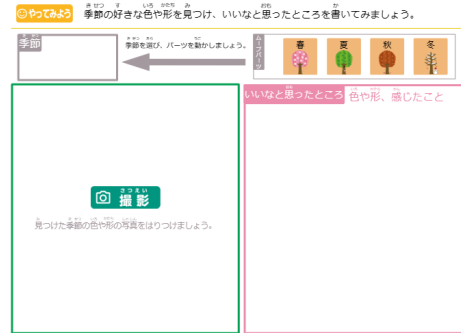 やってみよう 季節の好きな色や形を見つけ、いいなと思ったところを書いてみましょう。
季節
季節を選び、パーツを動かしましょう。
ムーブパーツ
春 夏 秋 冬
いいなと思ったところ 色や形、感じたこと
撮影
見つけた季節の色や形の写真をはりつけましょう。